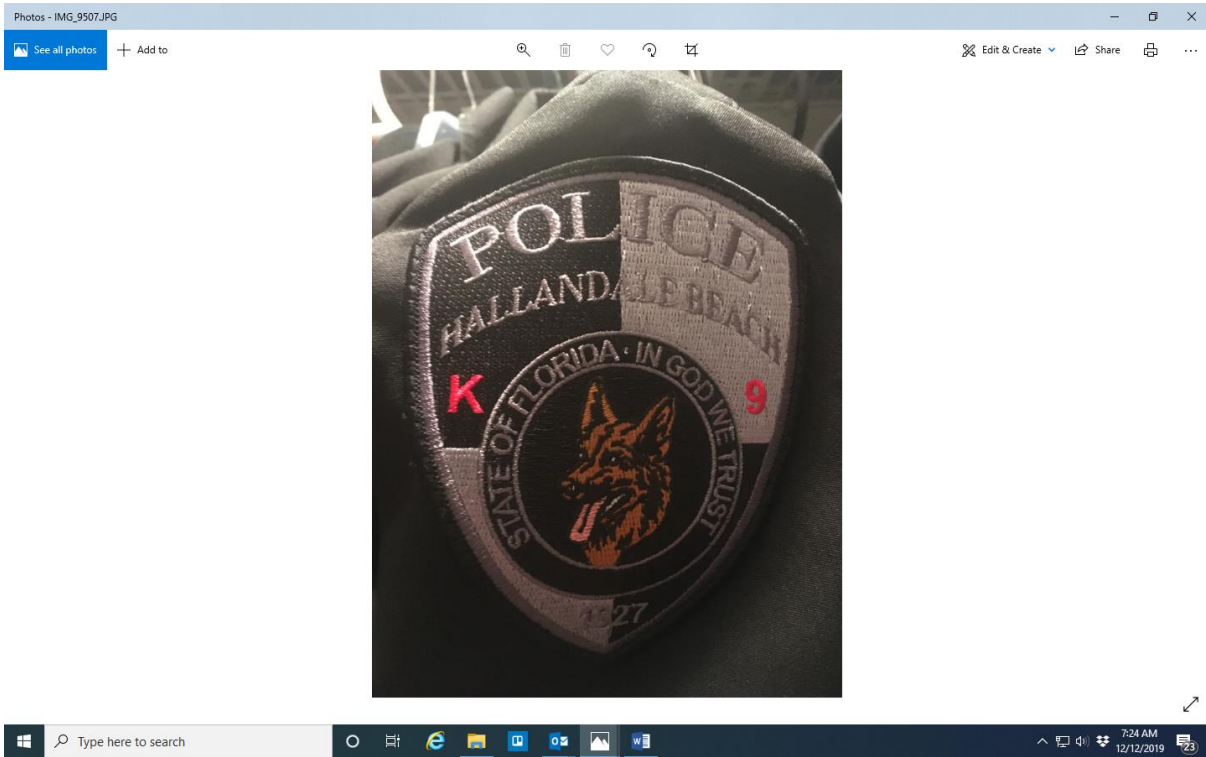 Photos - IMG_9507.JPG
See all photos
Add to
Edit & Create
Share
POLICE
HALLANDALE BEACH
K 9
STATE OF FLORIDA · IN GOD WE TRUST
1927
Type here to search
7:24 AM
12/12/2019
23